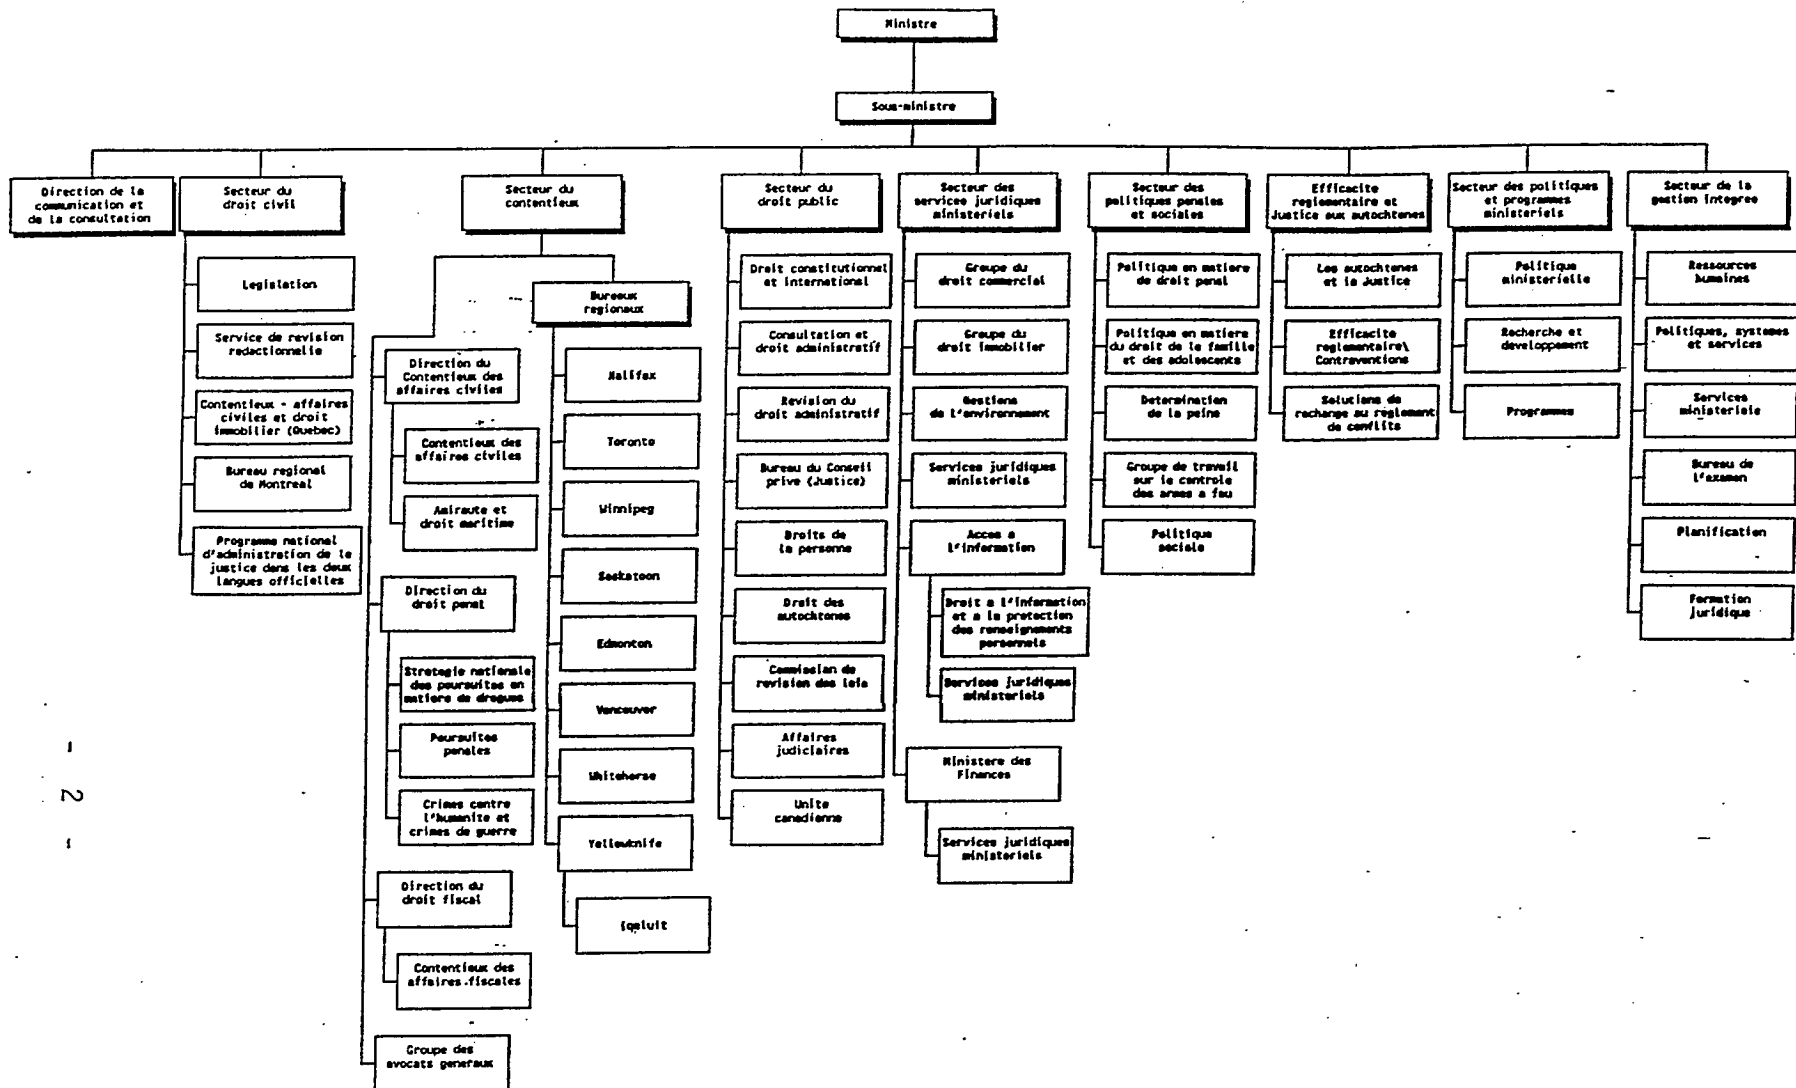 Ministre
Sous-ministre
Direction de la
communication et
de la consultation
Secteur du
droit civil
Legislation
Service de revision
redactionnelle
Contentieux - affaires
civiles et droit
immobilier (Quebec)
Bureau regional
de Montreal
Programme national
d'administration de la
justice dans les deux
langues officielles
Secteur du
contentieux
Direction du
Contentieux des
affaires civiles
Contentieux des
affaires civiles
Amiraute et
droit maritime
Direction du
droit penal
Strategie nationale
des poursuites en
matiere de drogues
Poursuites
penales
Crimes contre
l'humanite et
crimes de guerre
Direction du
droit fiscal
Contentieux des
affaires fiscales
Groupe des
avocats generaux
Bureaux
regionaux
Halifax
Toronto
Winnipeg
Saskatoon
Edmonton
Vancouver
Whitehorse
Yellowknife
Iqaluit
Secteur du
droit public
Droit constitutionnel
et international
Consultation et
droit administratif
Revision du
droit administratif
Bureau du Conseil
prive (Justice)
Droits de
la personne
Droit des
autochtones
Commission de
revision des lois
Affaires
judiciaires
Unite
canadienne
Secteur des
services juridiques
ministeriels
Groupe du
droit commercial
Groupe du
droit immobilier
Gestions
de l'environnement
Services juridiques
ministeriels
Acces a
l'information
Droit a l'information
et a la protection
des renseignements
personnels
Services juridiques
ministeriels
Ministere des
Finances
Services juridiques
ministeriels
Secteur des
politiques penales
et sociales
Politique en matiere
de droit penal
Politique en matiere
du droit de la famille
et des adolescents
Determination
de la peine
Groupe de travail
sur le controle
des armes a feu
Politique
sociale
Efficacite
reglementaire et
Justice aux autochtones
Les autochtones
et la Justice
Efficacite
reglementaire\
Contraventions
Solutions de
rechange au reglement
de conflits
Secteur des politiques
et programmes
ministeriels
Politique
ministerielle
Recherche et
developpement
Programmes
Secteur de la
gestion integree
Ressources
humaines
Politiques, systemes
et services
Services
ministeriels
Bureau de
l'examen
Planification
Formation
juridique
- 2 -